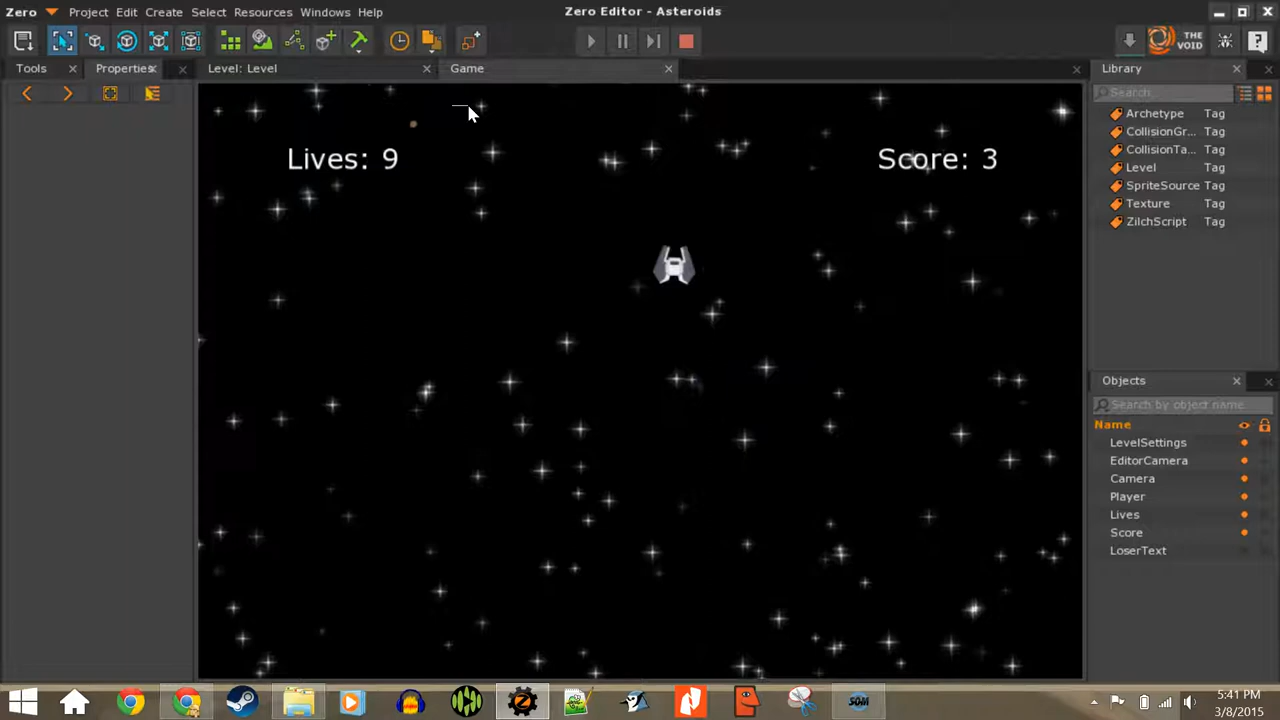 Zero Project Edit Create Select Resources Windows Help Zero Editor - Asteroids
THE VOID
Tools Properties Level: Level Game Library
Search...
Archetype Tag
CollisionGr... Tag
CollisionTa... Tag
Level Tag
SpriteSource Tag
Texture Tag
ZilchScript Tag
Lives: 9 Score: 3
Objects
Search by object name
Name
LevelSettings
EditorCamera
Camera
Player
Lives
Score
LoserText
SOM
5:41 PM
3/8/2015